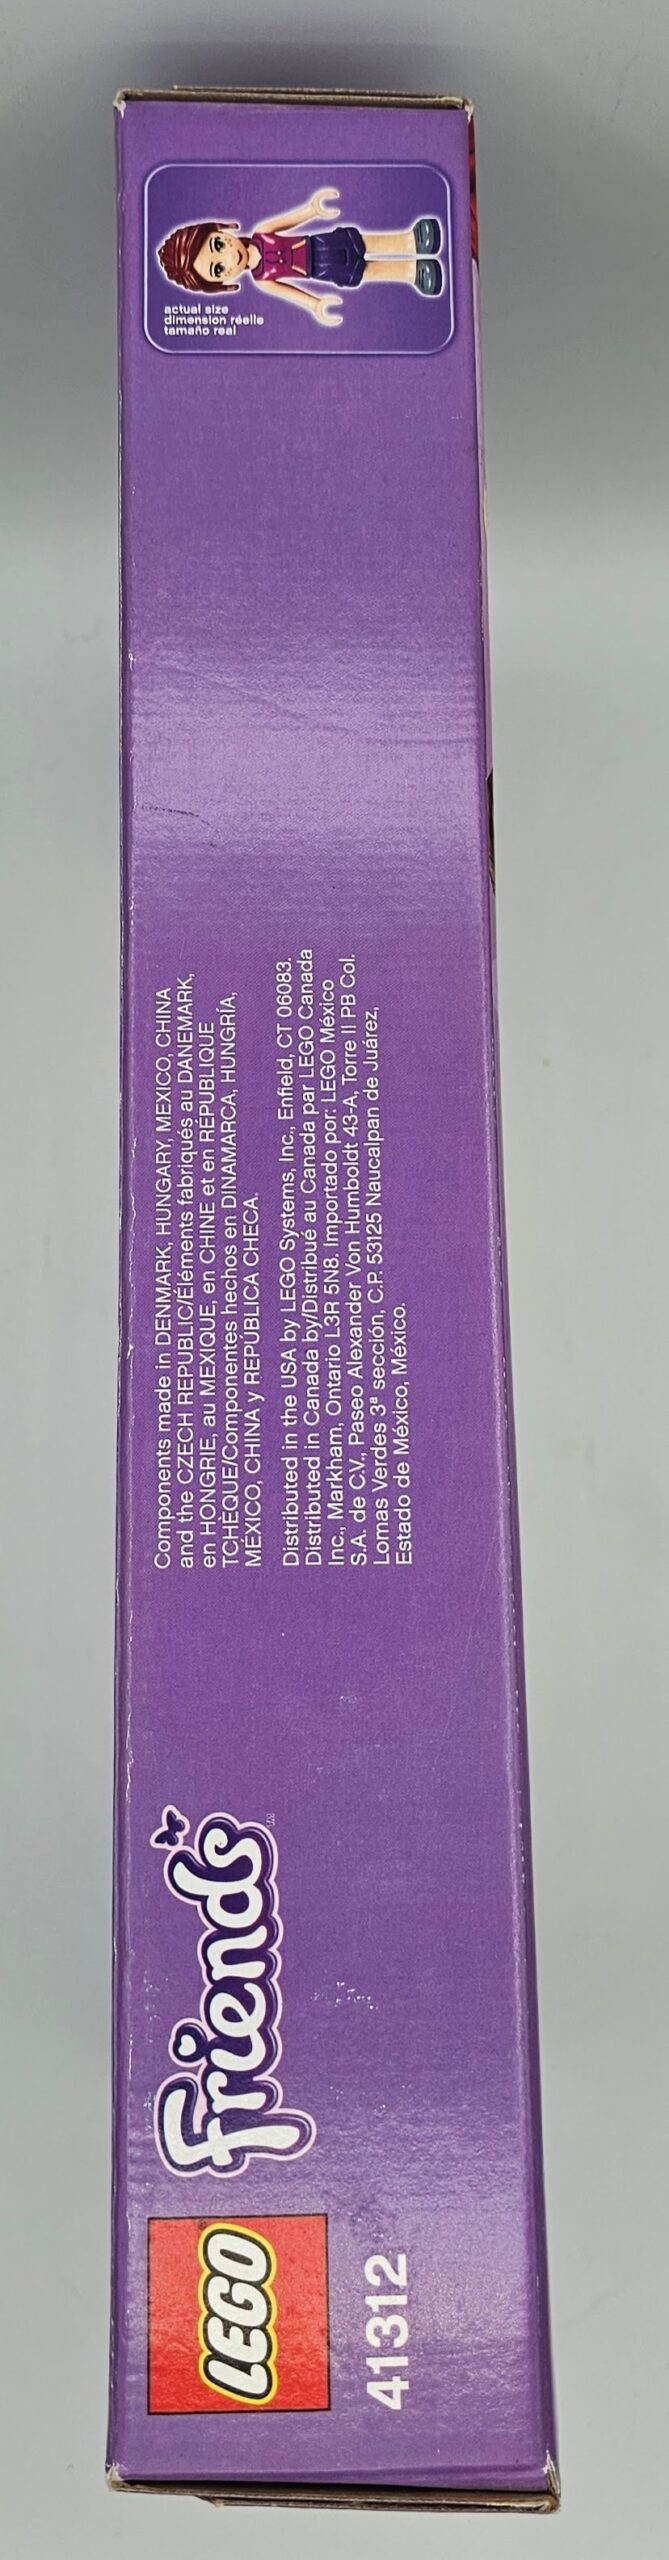 LEGO®
Friends™
41312
Components made in DENMARK, HUNGARY, MEXICO, CHINA
and the CZECH REPUBLIC/Éléments fabriqués au DANEMARK,
en HONGRIE, au MEXIQUE, en CHINE et en RÉPUBLIQUE
TCHÈQUE/Componentes hechos en DINAMARCA, HUNGRÍA,
MÉXICO, CHINA y REPÚBLICA CHECA.
Distributed in the USA by LEGO Systems, Inc., Enfield, CT 06083.
Distributed in Canada by/Distribué au Canada par LEGO Canada
Inc., Markham, Ontario L3R 5N8. Importado por: LEGO México
S.A. de C.V., Paseo Alexander Von Humboldt 43-A, Torre II PB Col.
Lomas Verdes 3ª sección, C.P. 53125 Naucalpan de Juárez,
Estado de México, México.
actual size
dimension réelle
tamaño real